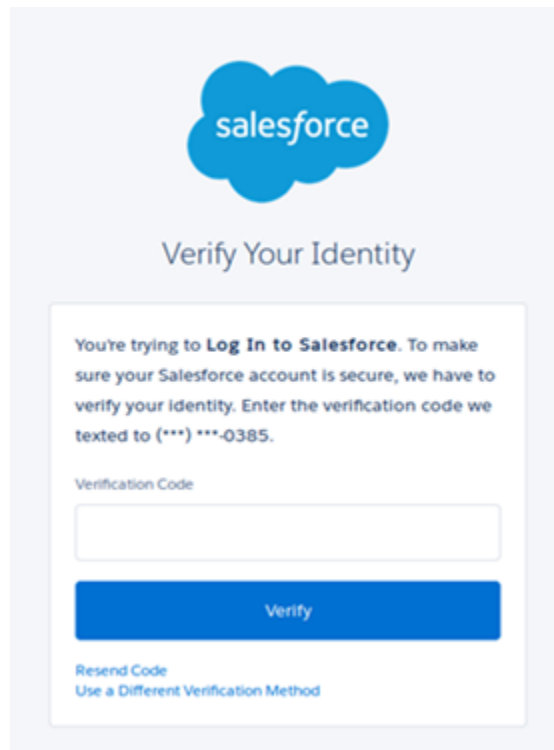 salesforce
Verify Your Identity
You're trying to Log In to Salesforce. To make
sure your Salesforce account is secure, we have to
verify your identity. Enter the verification code we
texted to (***) ***-0385.
Verification Code
Verify
Resend Code
Use a Different Verification Method